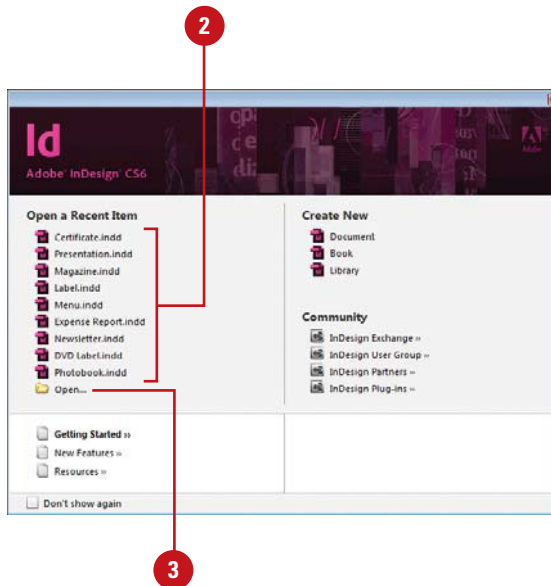 2
Id
Adobe® InDesign® CS6
Adobe
Open a Recent Item
Certificate.indd
Presentation.indd
Magazine.indd
Label.indd
Menu.indd
Expense Report.indd
Newsletter.indd
DVD Label.indd
Photobook.indd
Open...
Create New
Document
Book
Library
Community
InDesign Exchange »
InDesign User Group »
InDesign Partners »
InDesign Plug-ins »
Getting Started »
New Features »
Resources »
Don't show again
3